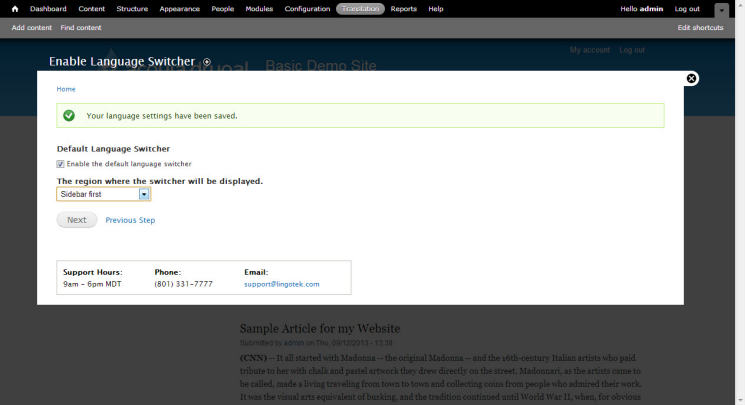 Dashboard Content Structure Appearance People Modules Configuration Translation Reports Help Hello admin Log out
Add content Find content Edit shortcuts
My account Log out
Enable Language Switcher
acquia drupal Basic Demo Site
Home
Your language settings have been saved.
Default Language Switcher
Enable the default language switcher
The region where the switcher will be displayed.
Sidebar first
Next Previous Step
Support Hours: Phone: Email:
9am - 6pm MDT (801) 331-7777 support@lingotek.com
Sample Article for my Website
Submitted by admin on Thu, 09/12/2013 - 13:38
(CNN) -- It all started with Madonna -- the original Madonna -- and the 16th-century Italian artists who paid
tribute to her with chalk and pastel artwork they drew directly on the street. Madonnari, as the artists came to
be called, made a living traveling from town to town and collecting coins from people who admired their work.
It was the visual arts equivalent of busking, and the tradition continued until World War II, when, for obvious